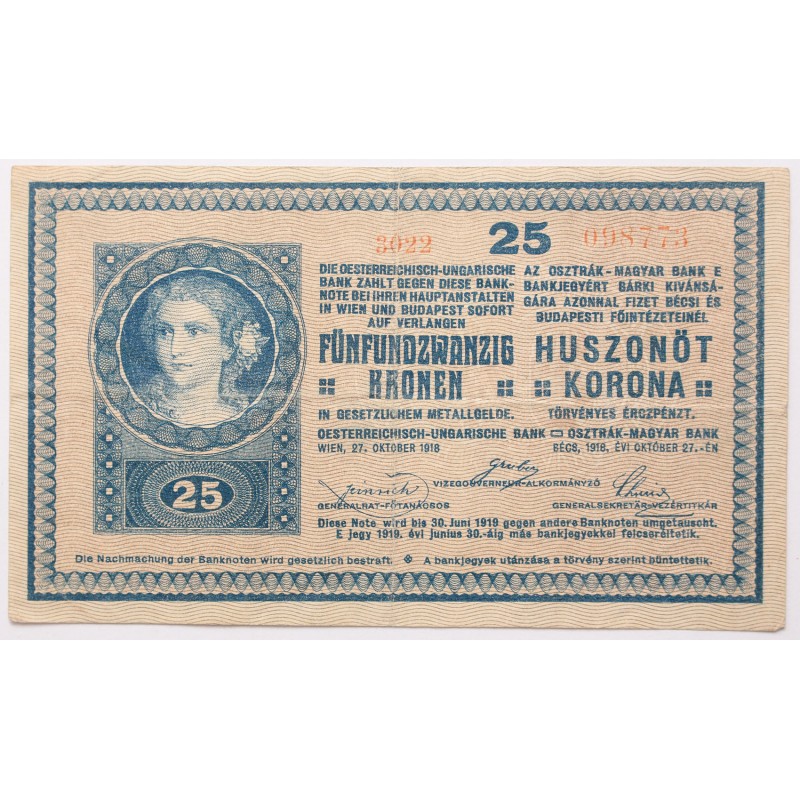 3022 25 098773
DIE OESTERREICHISCH-UNGARISCHE
BANK ZAHLT GEGEN DIESE BANK-
NOTE BEI IHREN HAUPTANSTALTEN
IN WIEN UND BUDAPEST SOFORT
AUF VERLANGEN
FÜNFUNDZWANZIG
KRONEN
IN GESETZLICHEM METALLGELDE.
OESTERREICHISCH-UNGARISCHE BANK
WIEN, 27. OKTOBER 1918
AZ OSZTRÁK-MAGYAR BANK E
BANKJEGYÉRT BÁRKI KIVÁNSÁ-
GÁRA AZONNAL FIZET BÉCSI ÉS
BUDAPESTI FŐINTÉZETEINÉL
HUSZONÖT
KORONA
TÖRVÉNYES ÉRCZPÉNZT.
OSZTRÁK-MAGYAR BANK
BÉCS, 1918. ÉVI OKTÓBER 27.-ÉN
Gruber
VIZEGOUVERNEUR-ALKORMÁNYZÓ
GENERALRAT-FŐTANÁCSOS
GENERALSEKRETÄR-VEZÉRTITKÁR
Diese Note wird bis 30. Juni 1919 gegen andere Banknoten umgetauscht.
E jegy 1919. évi junius 30.-áig más bankjegyekkel felcseréltetik.
25
Die Nachmachung der Banknoten wird gesetzlich bestraft. A bankjegyek utánzása a törvény szerint büntettetik.